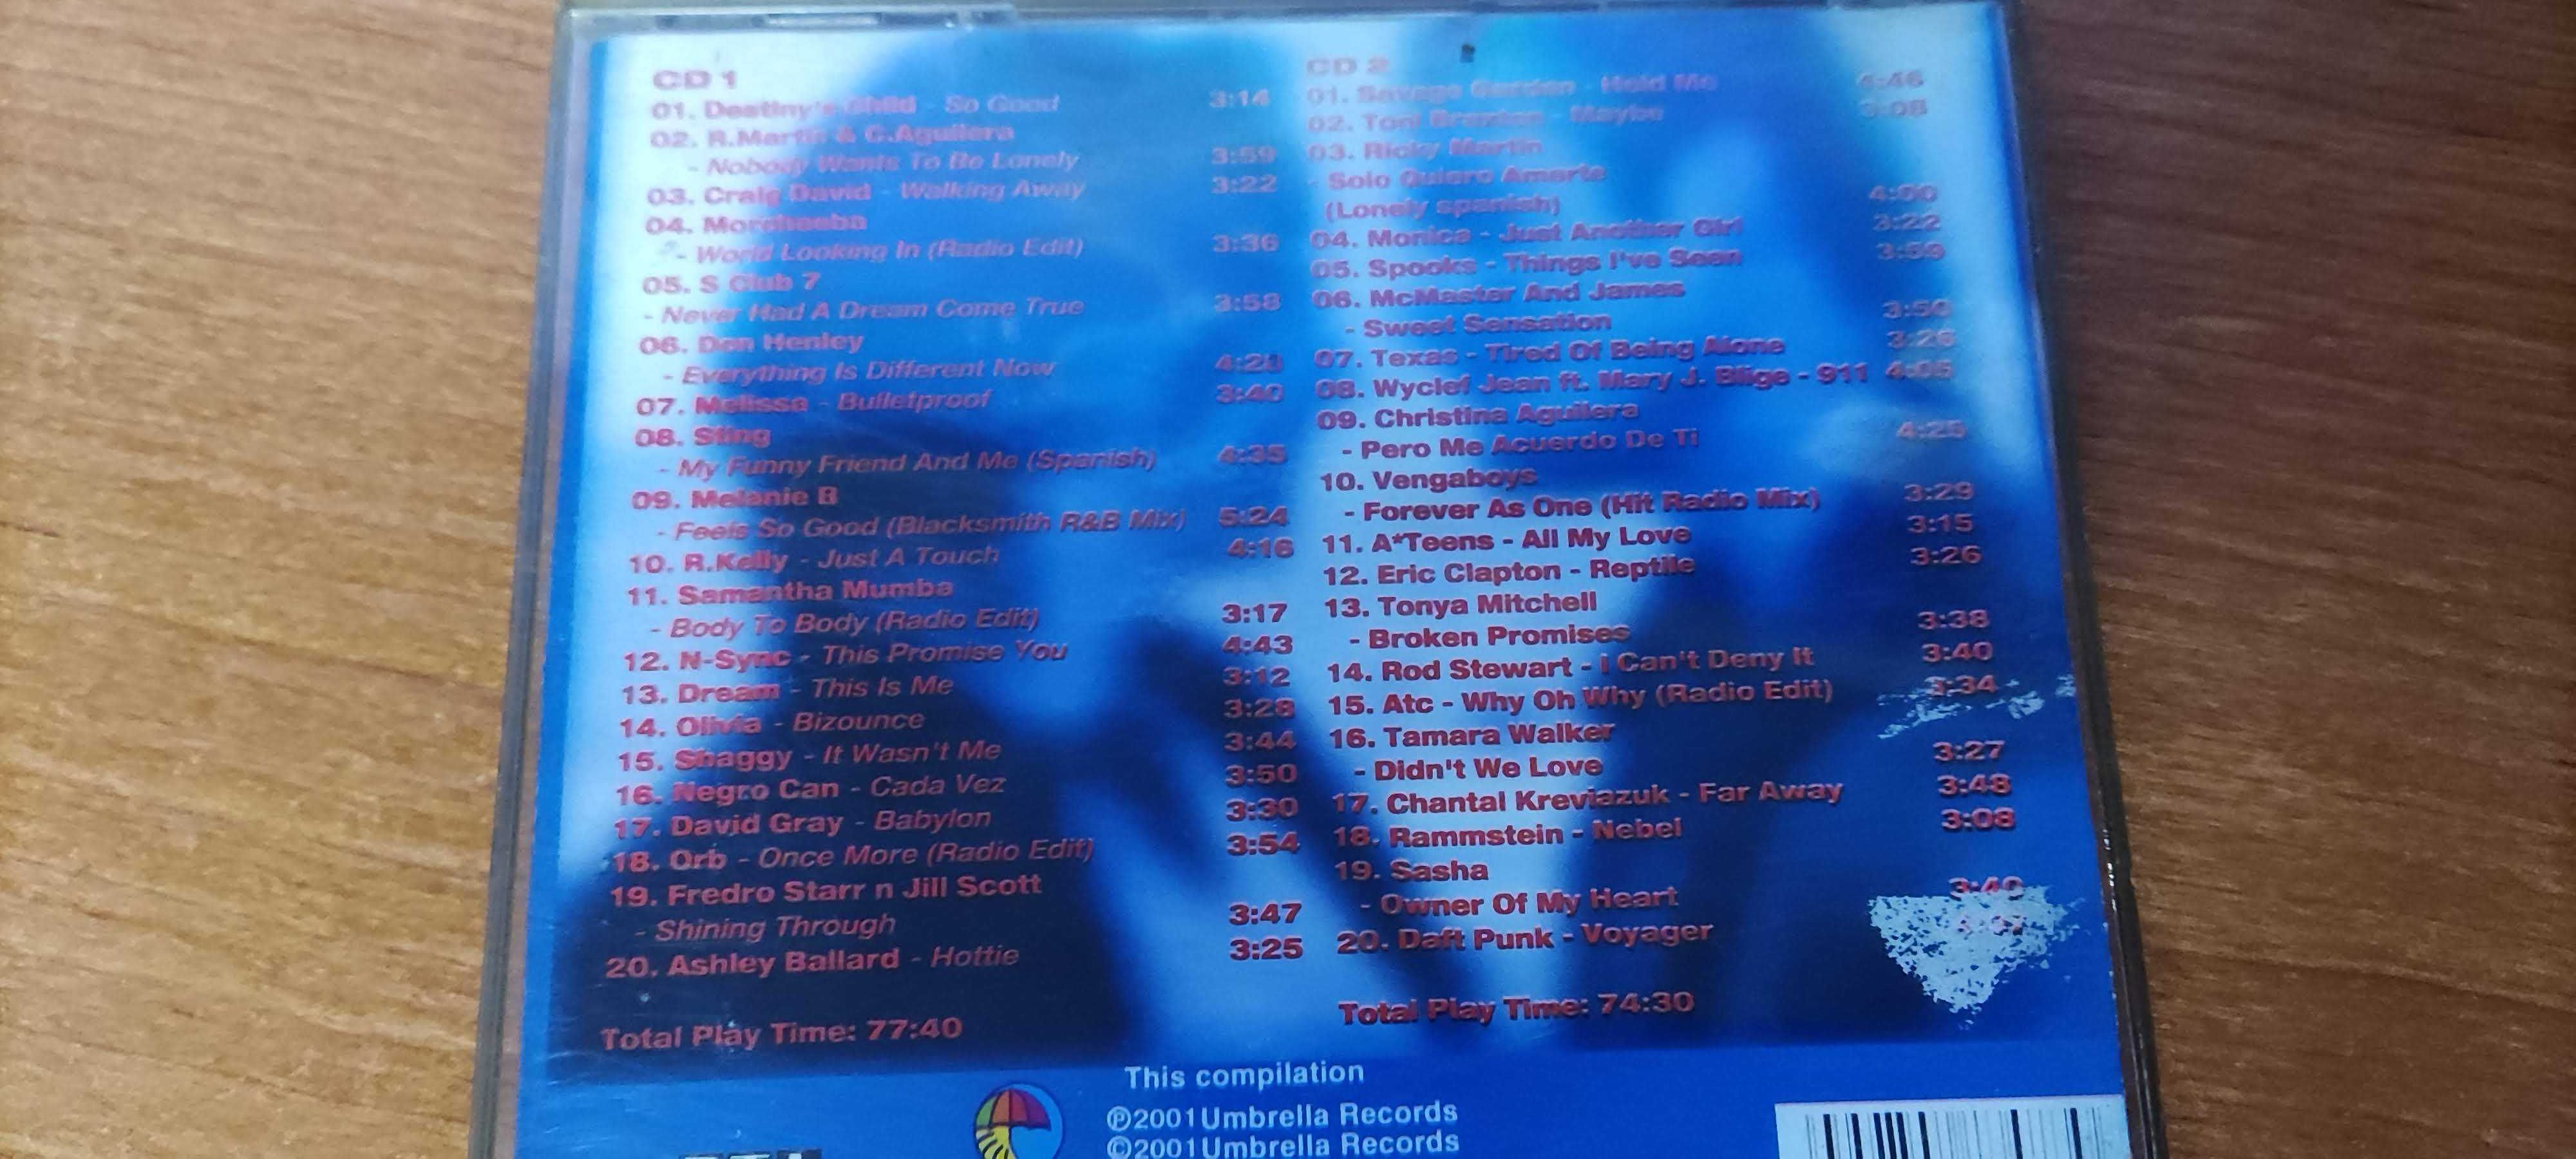 CD 1
01. Destiny's Child - So Good 3:14
02. R.Martin & C.Aguilera
- Nobody Wants To Be Lonely 3:59
03. Craig David - Walking Away 3:22
04. Morcheeba
- World Looking In (Radio Edit) 3:36
05. S Club 7
- Never Had A Dream Come True 3:58
06. Don Henley
- Everything Is Different Now 4:20
07. Melissa - Bulletproof 3:40
08. Sting
- My Funny Friend And Me (Spanish) 4:35
09. Melanie B
- Feels So Good (Blacksmith R&B Mix) 5:24
10. R.Kelly - Just A Touch 4:16
11. Samantha Mumba
- Body To Body (Radio Edit) 3:17
12. N-Sync - This Promise You 4:43
13. Dream - This Is Me 3:12
14. Olivia - Bizounce 3:28
15. Shaggy - It Wasn't Me 3:44
16. Negro Can - Cada Vez 3:50
17. David Gray - Babylon 3:30
18. Orb - Once More (Radio Edit) 3:54
19. Fredro Starr n Jill Scott
- Shining Through 3:47
20. Ashley Ballard - Hottie 3:25
Total Play Time: 77:40
CD 2
01. Savage Garden - Hold Me 4:46
02. Toni Braxton - Maybe 3:08
03. Ricky Martin
- Solo Quiero Amarte
(Lonely spanish) 4:00
04. Monica - Just Another Girl 3:22
05. Spooks - Things I've Seen 3:59
06. McMaster And James
- Sweet Sensation 3:50
07. Texas - Tired Of Being Alone 3:26
08. Wyclef Jean ft. Mary J. Blige - 911 4:05
09. Christina Aguilera
- Pero Me Acuerdo De Ti 4:25
10. Vengaboys
- Forever As One (Hit Radio Mix) 3:29
11. A*Teens - All My Love 3:15
12. Eric Clapton - Reptile 3:26
13. Tonya Mitchell
- Broken Promises 3:38
14. Rod Stewart - I Can't Deny It 3:40
15. Atc - Why Oh Why (Radio Edit) 3:34
16. Tamara Walker
- Didn't We Love 3:27
17. Chantal Kreviazuk - Far Away 3:48
18. Rammstein - Nebel 3:08
19. Sasha
- Owner Of My Heart
20. Daft Punk - Voyager
Total Play Time: 74:30
This compilation
℗2001Umbrella Records
©2001Umbrella Records